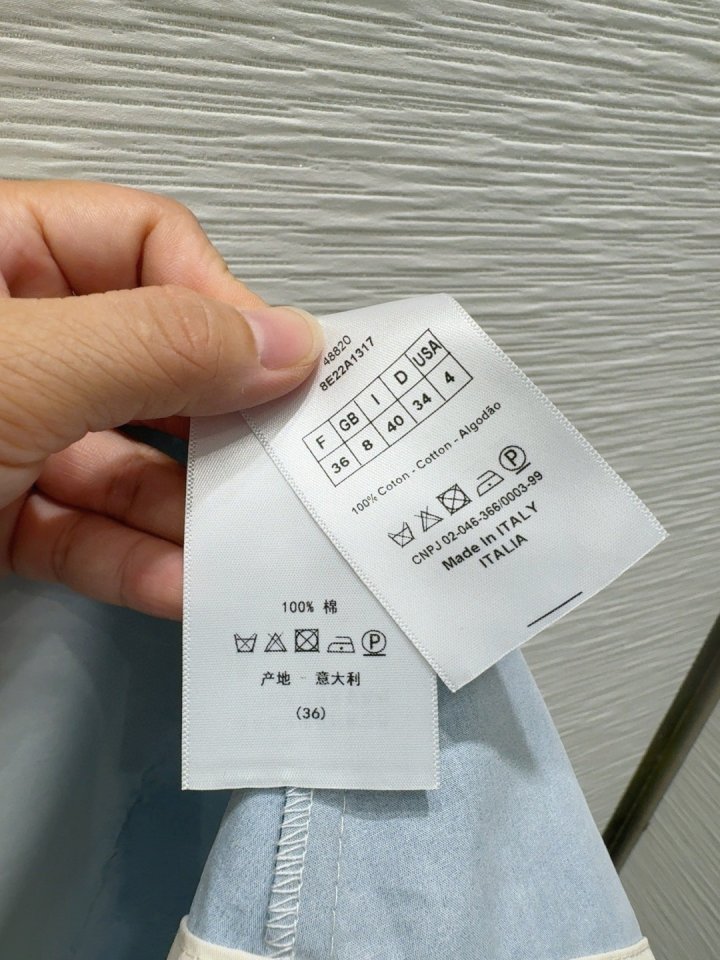 48820
8E22A1317
F GB I D USA
36 8 40 34 4
100% Coton - Cotton - Algodão
P
CNPJ 02-046-366/0003-99
Made In ITALY
ITALIA
100% 棉
P
产地 - 意大利
(36)